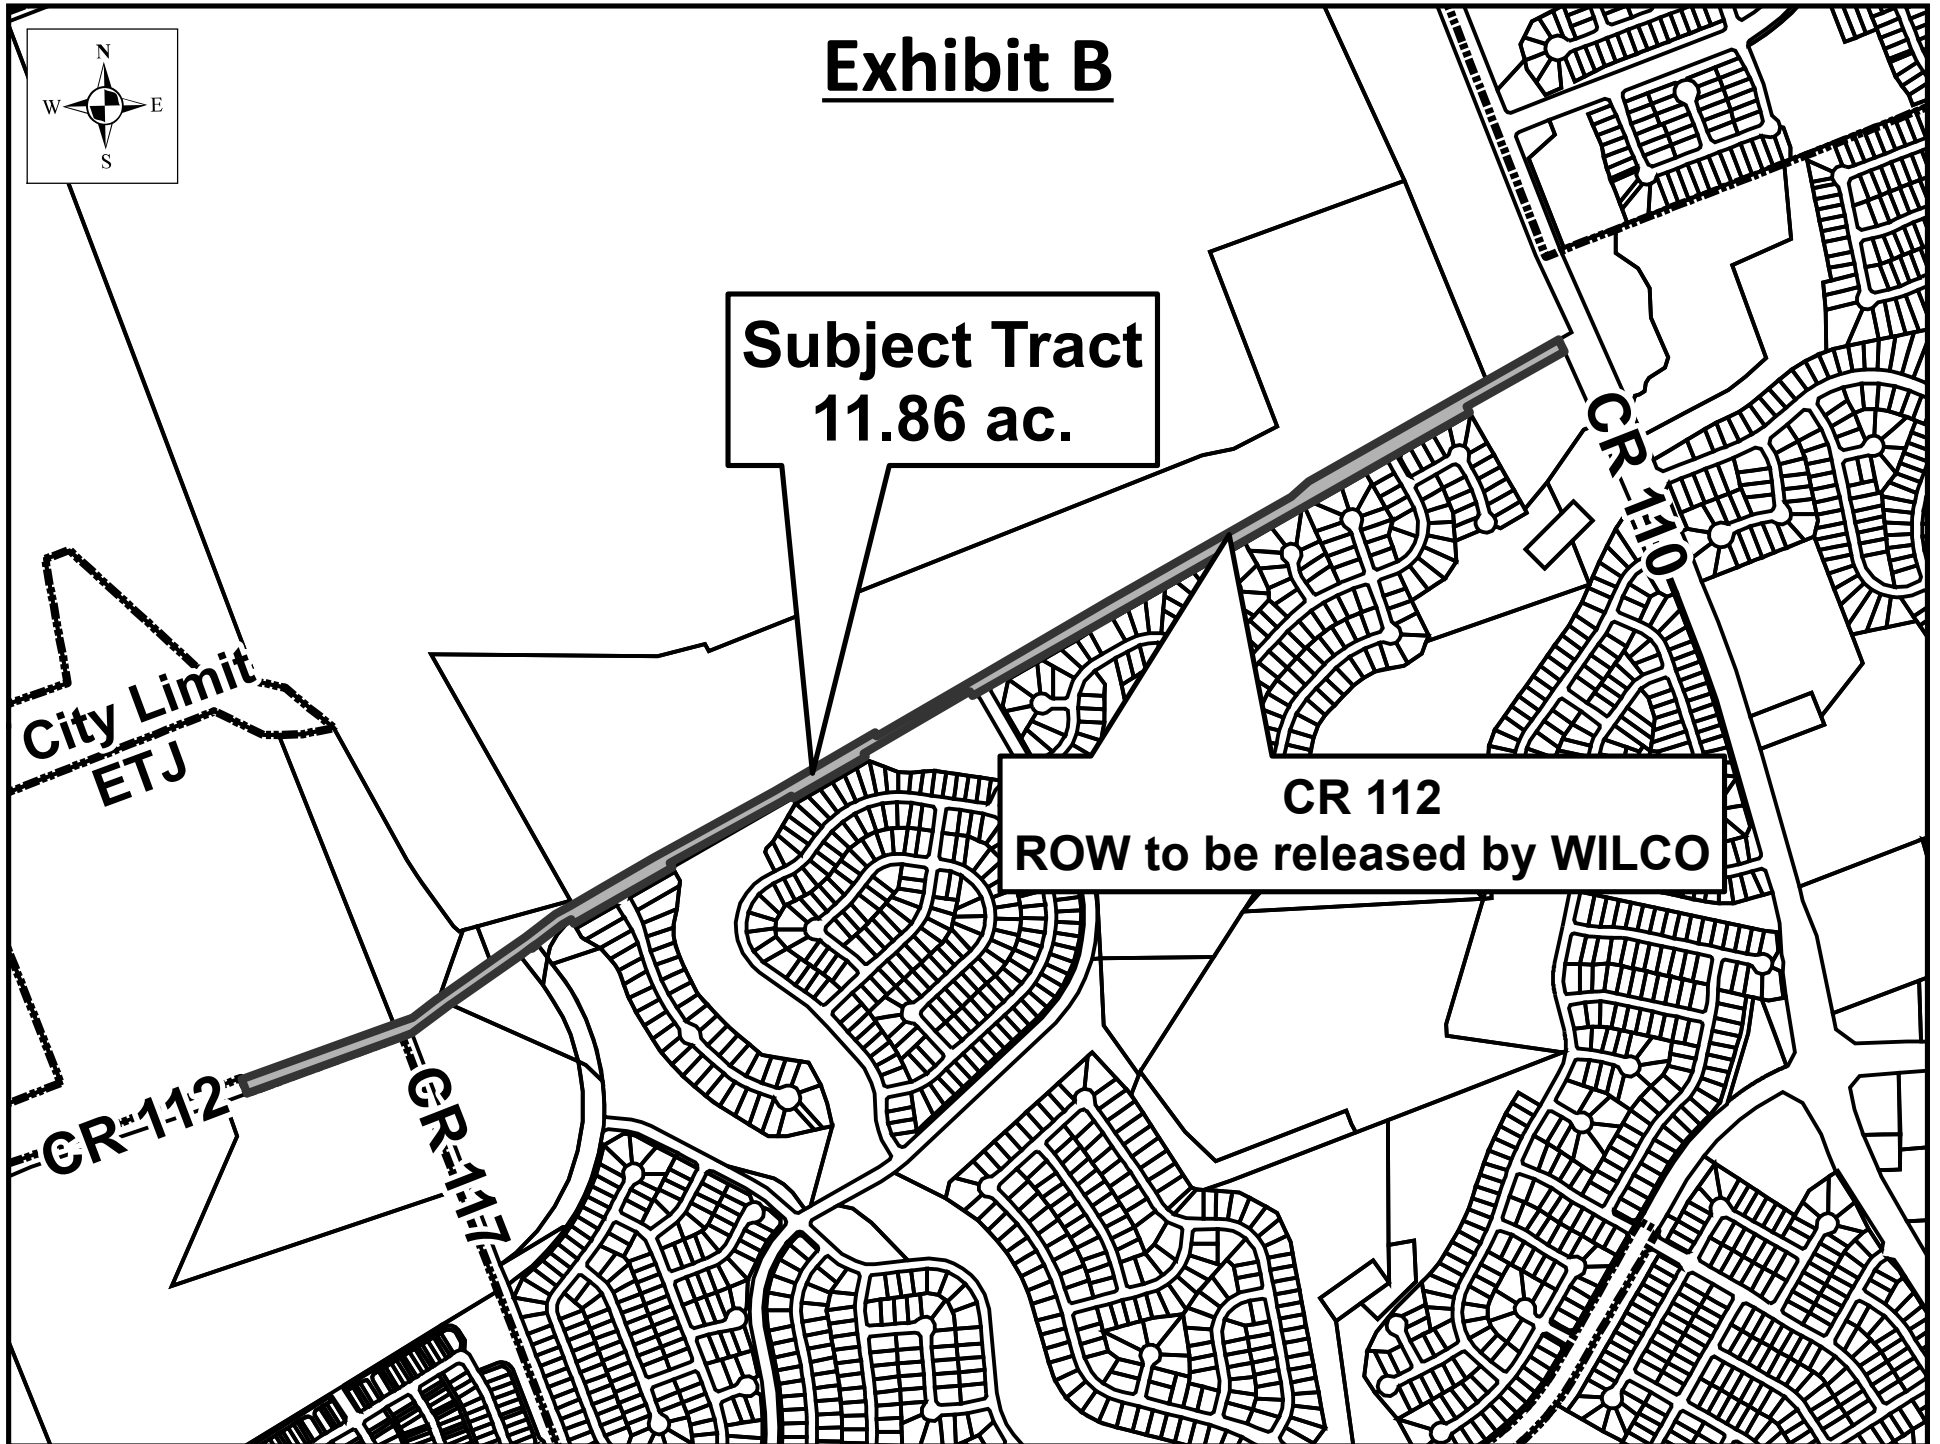 Exhibit B
N
W E
S
Subject Tract
11.86 ac.
CR 110
City Limit
ETJ
CR 112
ROW to be released by WILCO
CR 112
CR 117